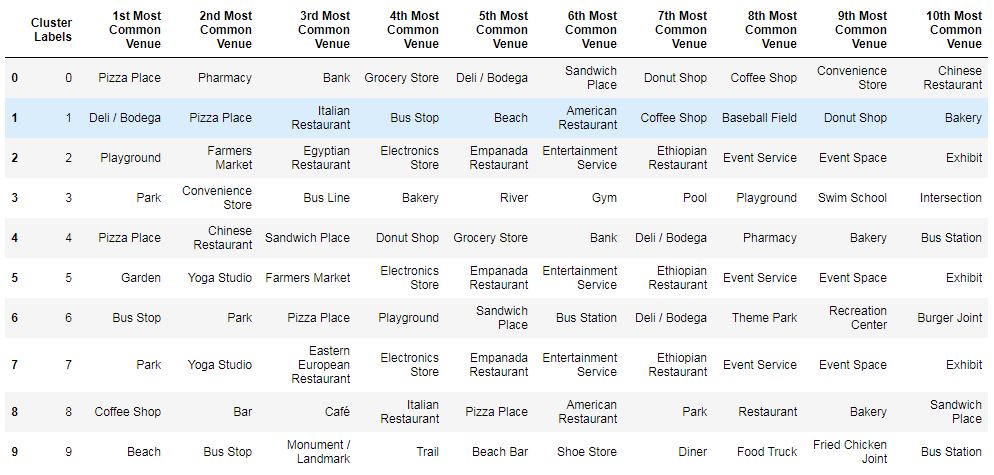 Cluster Labels 1st Most Common Venue 2nd Most Common Venue 3rd Most Common Venue 4th Most Common Venue 5th Most Common Venue 6th Most Common Venue 7th Most Common Venue 8th Most Common Venue 9th Most Common Venue 10th Most Common Venue
0 0 Pizza Place Pharmacy Bank Grocery Store Deli / Bodega Sandwich Place Donut Shop Coffee Shop Convenience Store Chinese Restaurant
1 1 Deli / Bodega Pizza Place Italian Restaurant Bus Stop Beach American Restaurant Coffee Shop Baseball Field Donut Shop Bakery
2 2 Playground Farmers Market Egyptian Restaurant Electronics Store Empanada Restaurant Entertainment Service Ethiopian Restaurant Event Service Event Space Exhibit
3 3 Park Convenience Store Bus Line Bakery River Gym Pool Playground Swim School Intersection
4 4 Pizza Place Chinese Restaurant Sandwich Place Donut Shop Grocery Store Bank Deli / Bodega Pharmacy Bakery Bus Station
5 5 Garden Yoga Studio Farmers Market Electronics Store Empanada Restaurant Entertainment Service Ethiopian Restaurant Event Service Event Space Exhibit
6 6 Bus Stop Park Pizza Place Playground Sandwich Place Bus Station Deli / Bodega Theme Park Recreation Center Burger Joint
7 7 Park Yoga Studio Eastern European Restaurant Electronics Store Empanada Restaurant Entertainment Service Ethiopian Restaurant Event Service Event Space Exhibit
8 8 Coffee Shop Bar Café Italian Restaurant Pizza Place American Restaurant Park Restaurant Bakery Sandwich Place
9 9 Beach Bus Stop Monument / Landmark Trail Beach Bar Shoe Store Diner Food Truck Fried Chicken Joint Bus Station